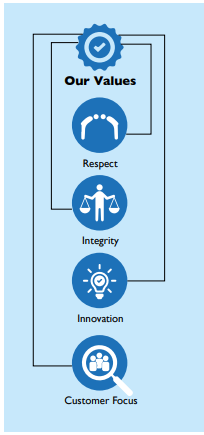 Our Values
Respect
Integrity
Innovation
Customer Focus